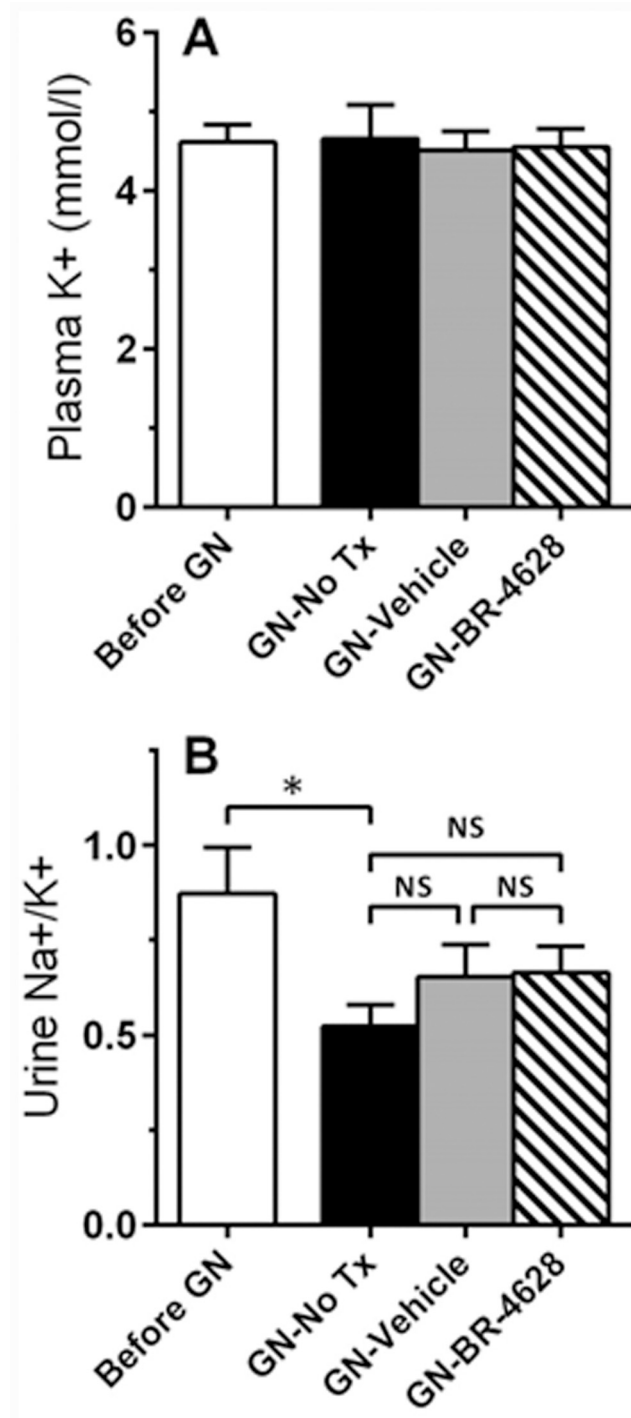 A
Plasma K+ (mmol/l)
6
4
2
0
Before GN
GN-No Tx
GN-Vehicle
GN-BR-4628
B
Urine Na+/K+
*
NS
NS
NS
1.0
0.5
0.0
Before GN
GN-No Tx
GN-Vehicle
GN-BR-4628